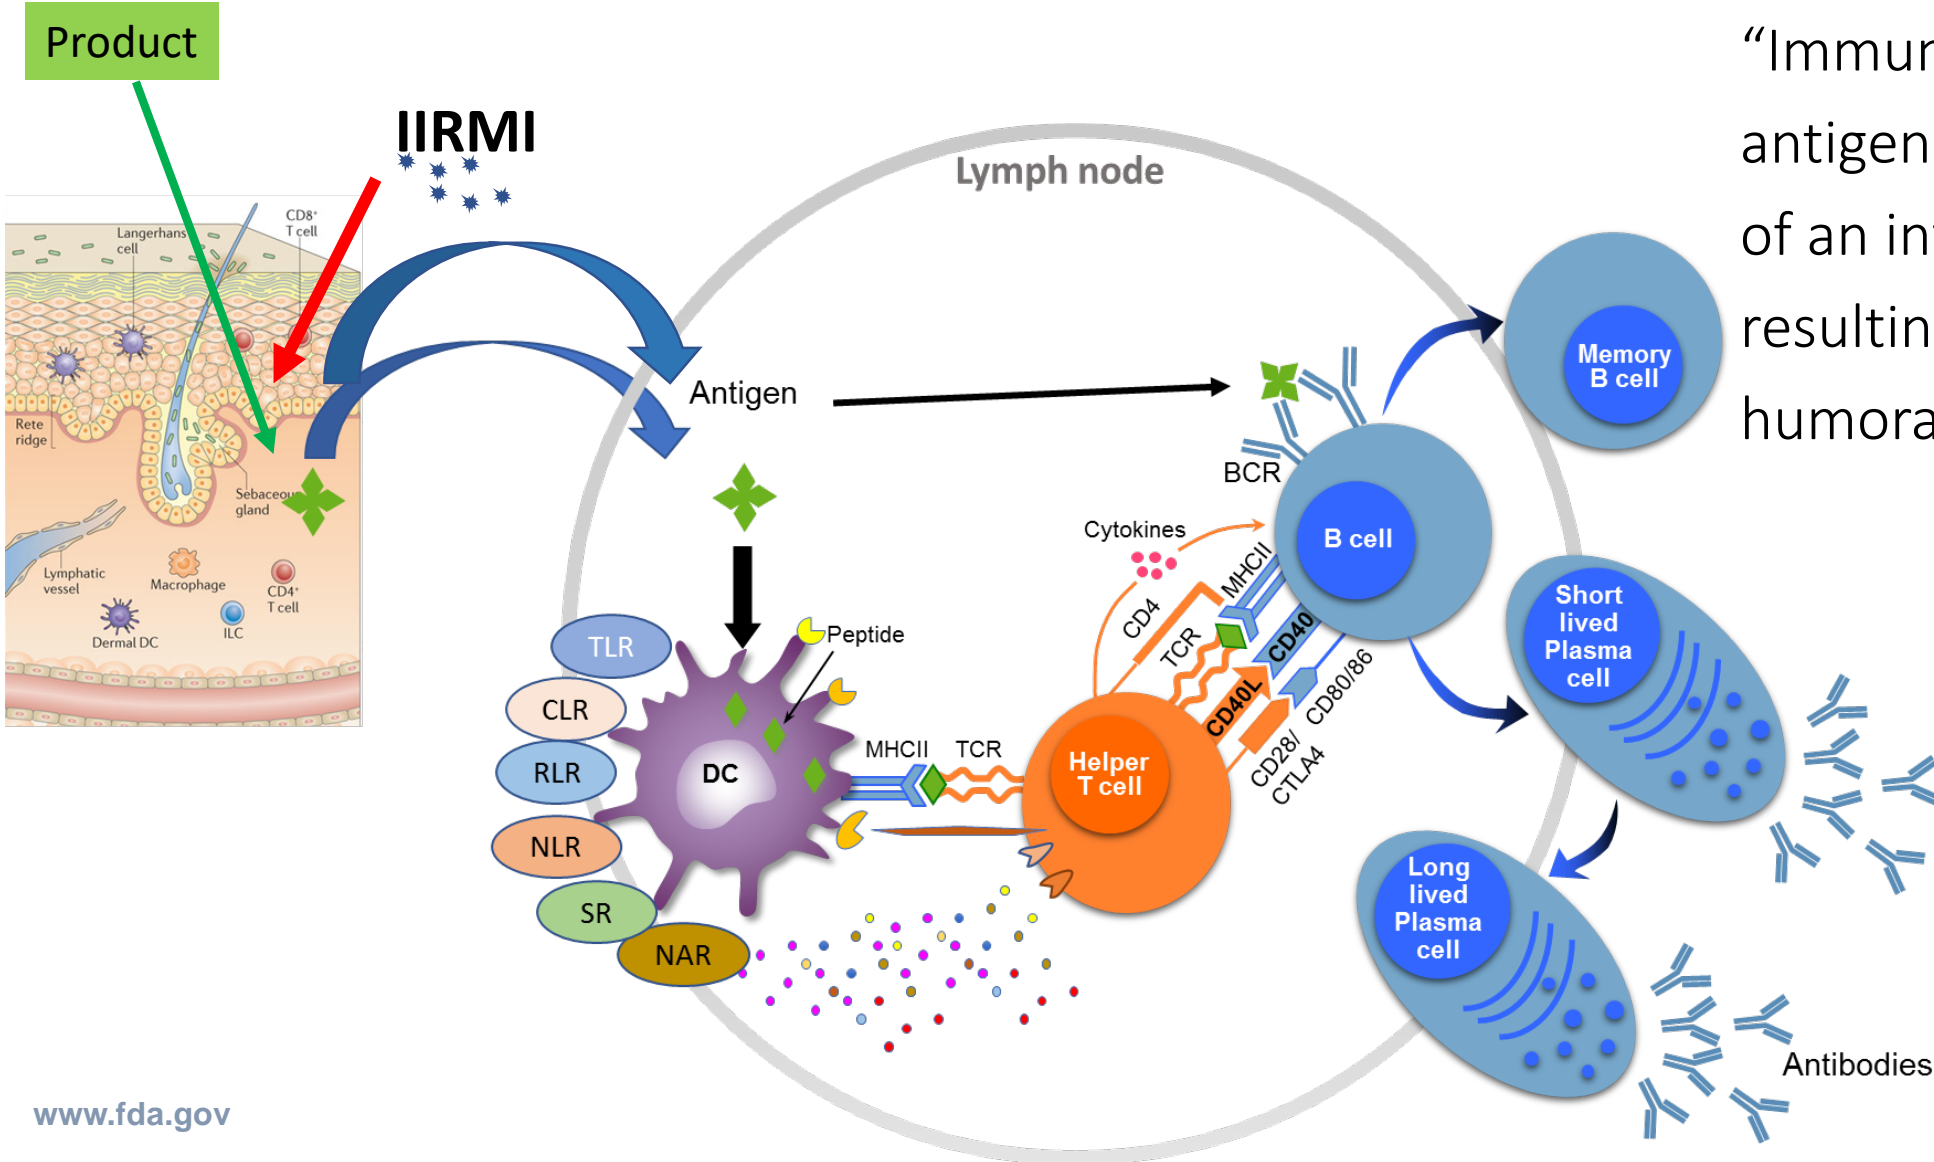 Product
IIRMI
Lymph node
"Immun
antigen
of an in
resultin
humora
Langerhans
cell
CD8+
T cell
Rete
ridge
Sebaceous
gland
Lymphatic
vessel
Macrophage
CD4+
T cell
Dermal DC
ILC
Antigen
BCR
B cell
Memory
B cell
Cytokines
MHCII
CD4
TCR
CD40
CD40L
CD80/86
CD28/
CTLA4
Short
lived
Plasma
cell
TLR
CLR
RLR
NLR
SR
NAR
Peptide
DC
MHCII
TCR
Helper
T cell
Long
lived
Plasma
cell
Antibodies
www.fda.gov